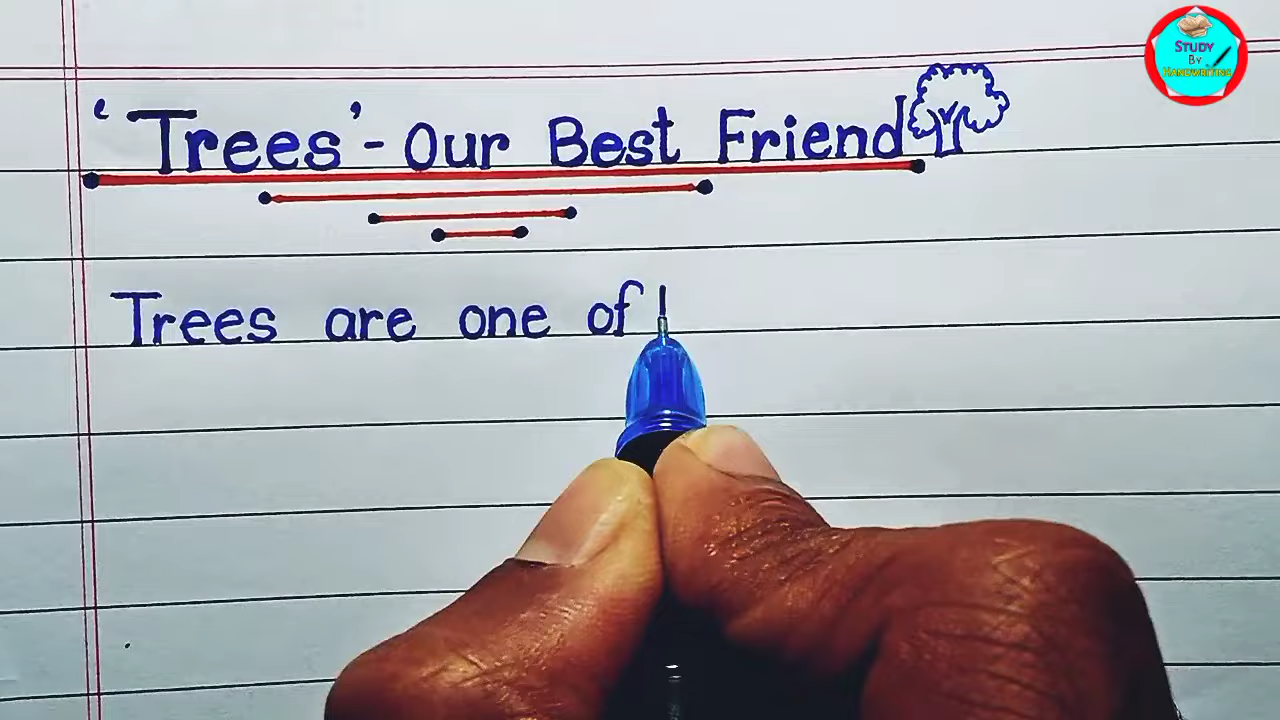 ‘Trees’- Our Best Friend
Trees are one of
STUDY
BY
HANDWRITING